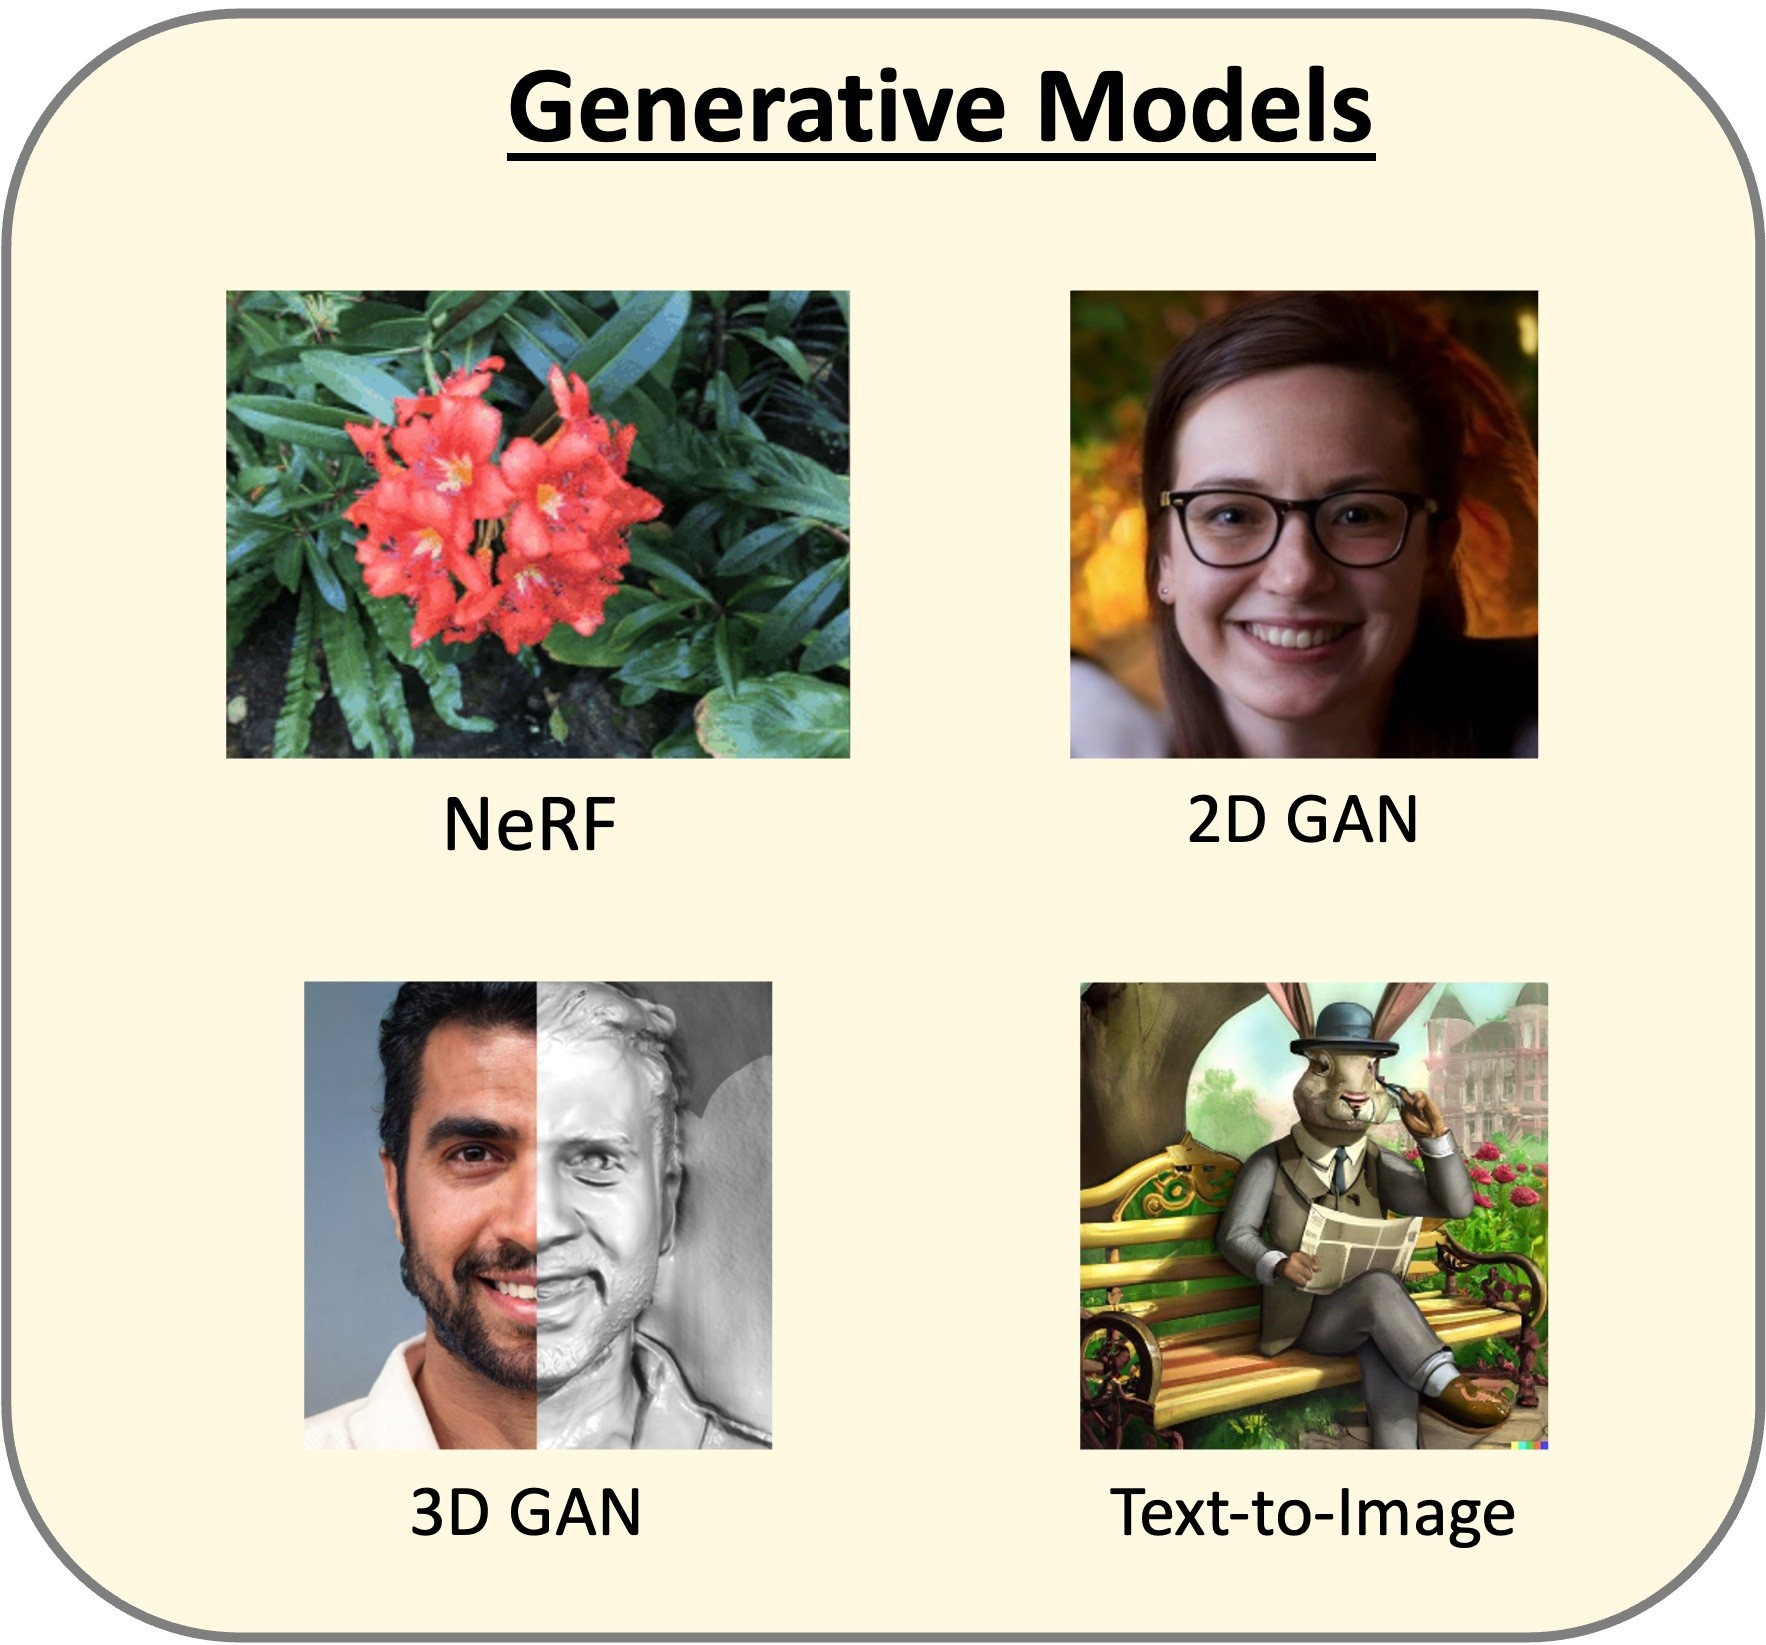 Generative Models
NeRF
2D GAN
3D GAN
Text-to-Image